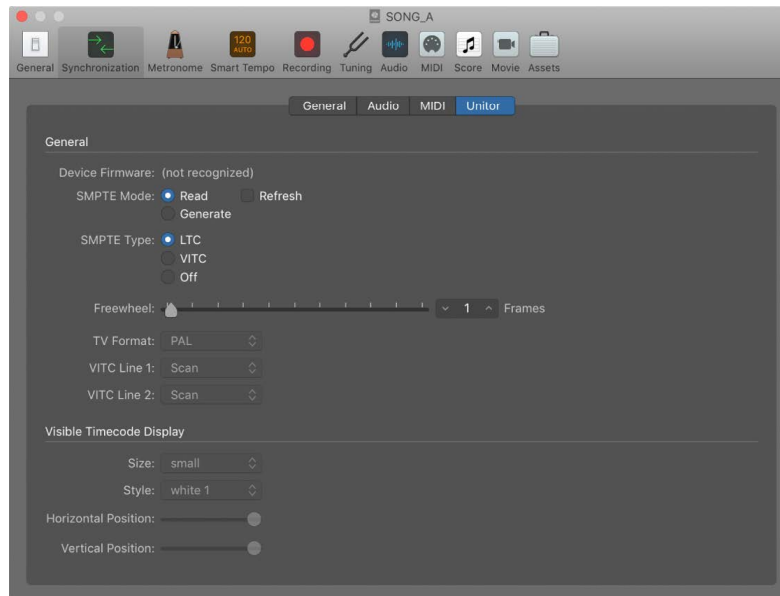 SONG_A
120
AUTO
General Synchronization Metronome Smart Tempo Recording Tuning Audio MIDI Score Movie Assets
General Audio MIDI Unitor
General
Device Firmware: (not recognized)
SMPTE Mode: Read Refresh
Generate
SMPTE Type: LTC
VITC
Off
Freewheel: 1 Frames
TV Format: PAL
VITC Line 1: Scan
VITC Line 2: Scan
Visible Timecode Display
Size: small
Style: white 1
Horizontal Position:
Vertical Position: